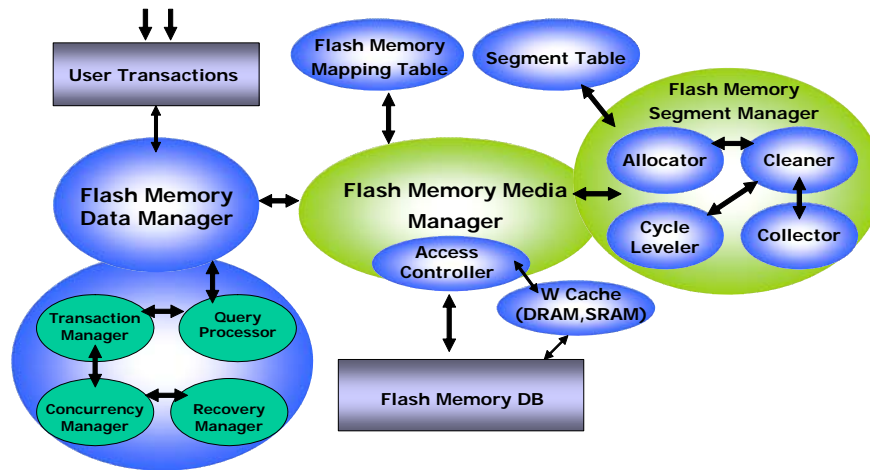 User Transactions
Flash Memory
Mapping Table
Segment Table
Flash Memory
Segment Manager
Allocator
Cleaner
Cycle
Leveler
Collector
Flash Memory
Data Manager
Flash Memory Media
Manager
Access
Controller
W Cache
(DRAM,SRAM)
Transaction
Manager
Query
Processor
Concurrency
Manager
Recovery
Manager
Flash Memory DB